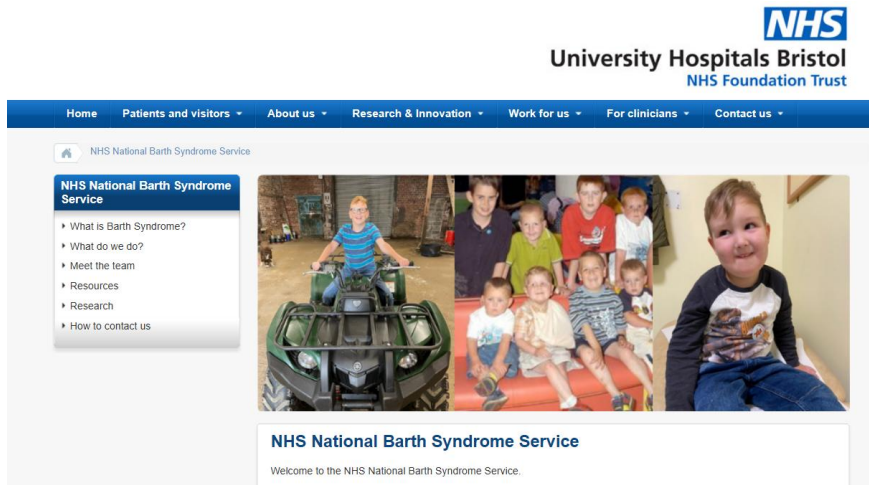 NHS
University Hospitals Bristol
NHS Foundation Trust
Home Patients and visitors About us Research & Innovation Work for us For clinicians Contact us
NHS National Barth Syndrome Service
NHS National Barth Syndrome
Service
What is Barth Syndrome?
What do we do?
Meet the team
Resources
Research
How to contact us
NHS National Barth Syndrome Service
Welcome to the NHS National Barth Syndrome Service.